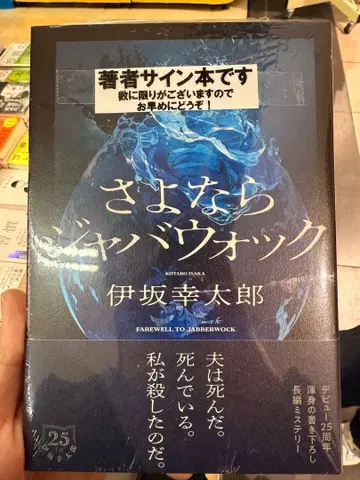 著者サイン本です
数に限りがございますので
お早めにどうぞ！
さよなら
ジャバウォック
KOTARO ISAKA
伊坂幸太郎
FAREWELL TO JABBERWOCK
デビュー25周年
渾身の書き下ろし
長編ミステリー
夫は死んだ。
死んでいる。
私が殺したのだ。
25